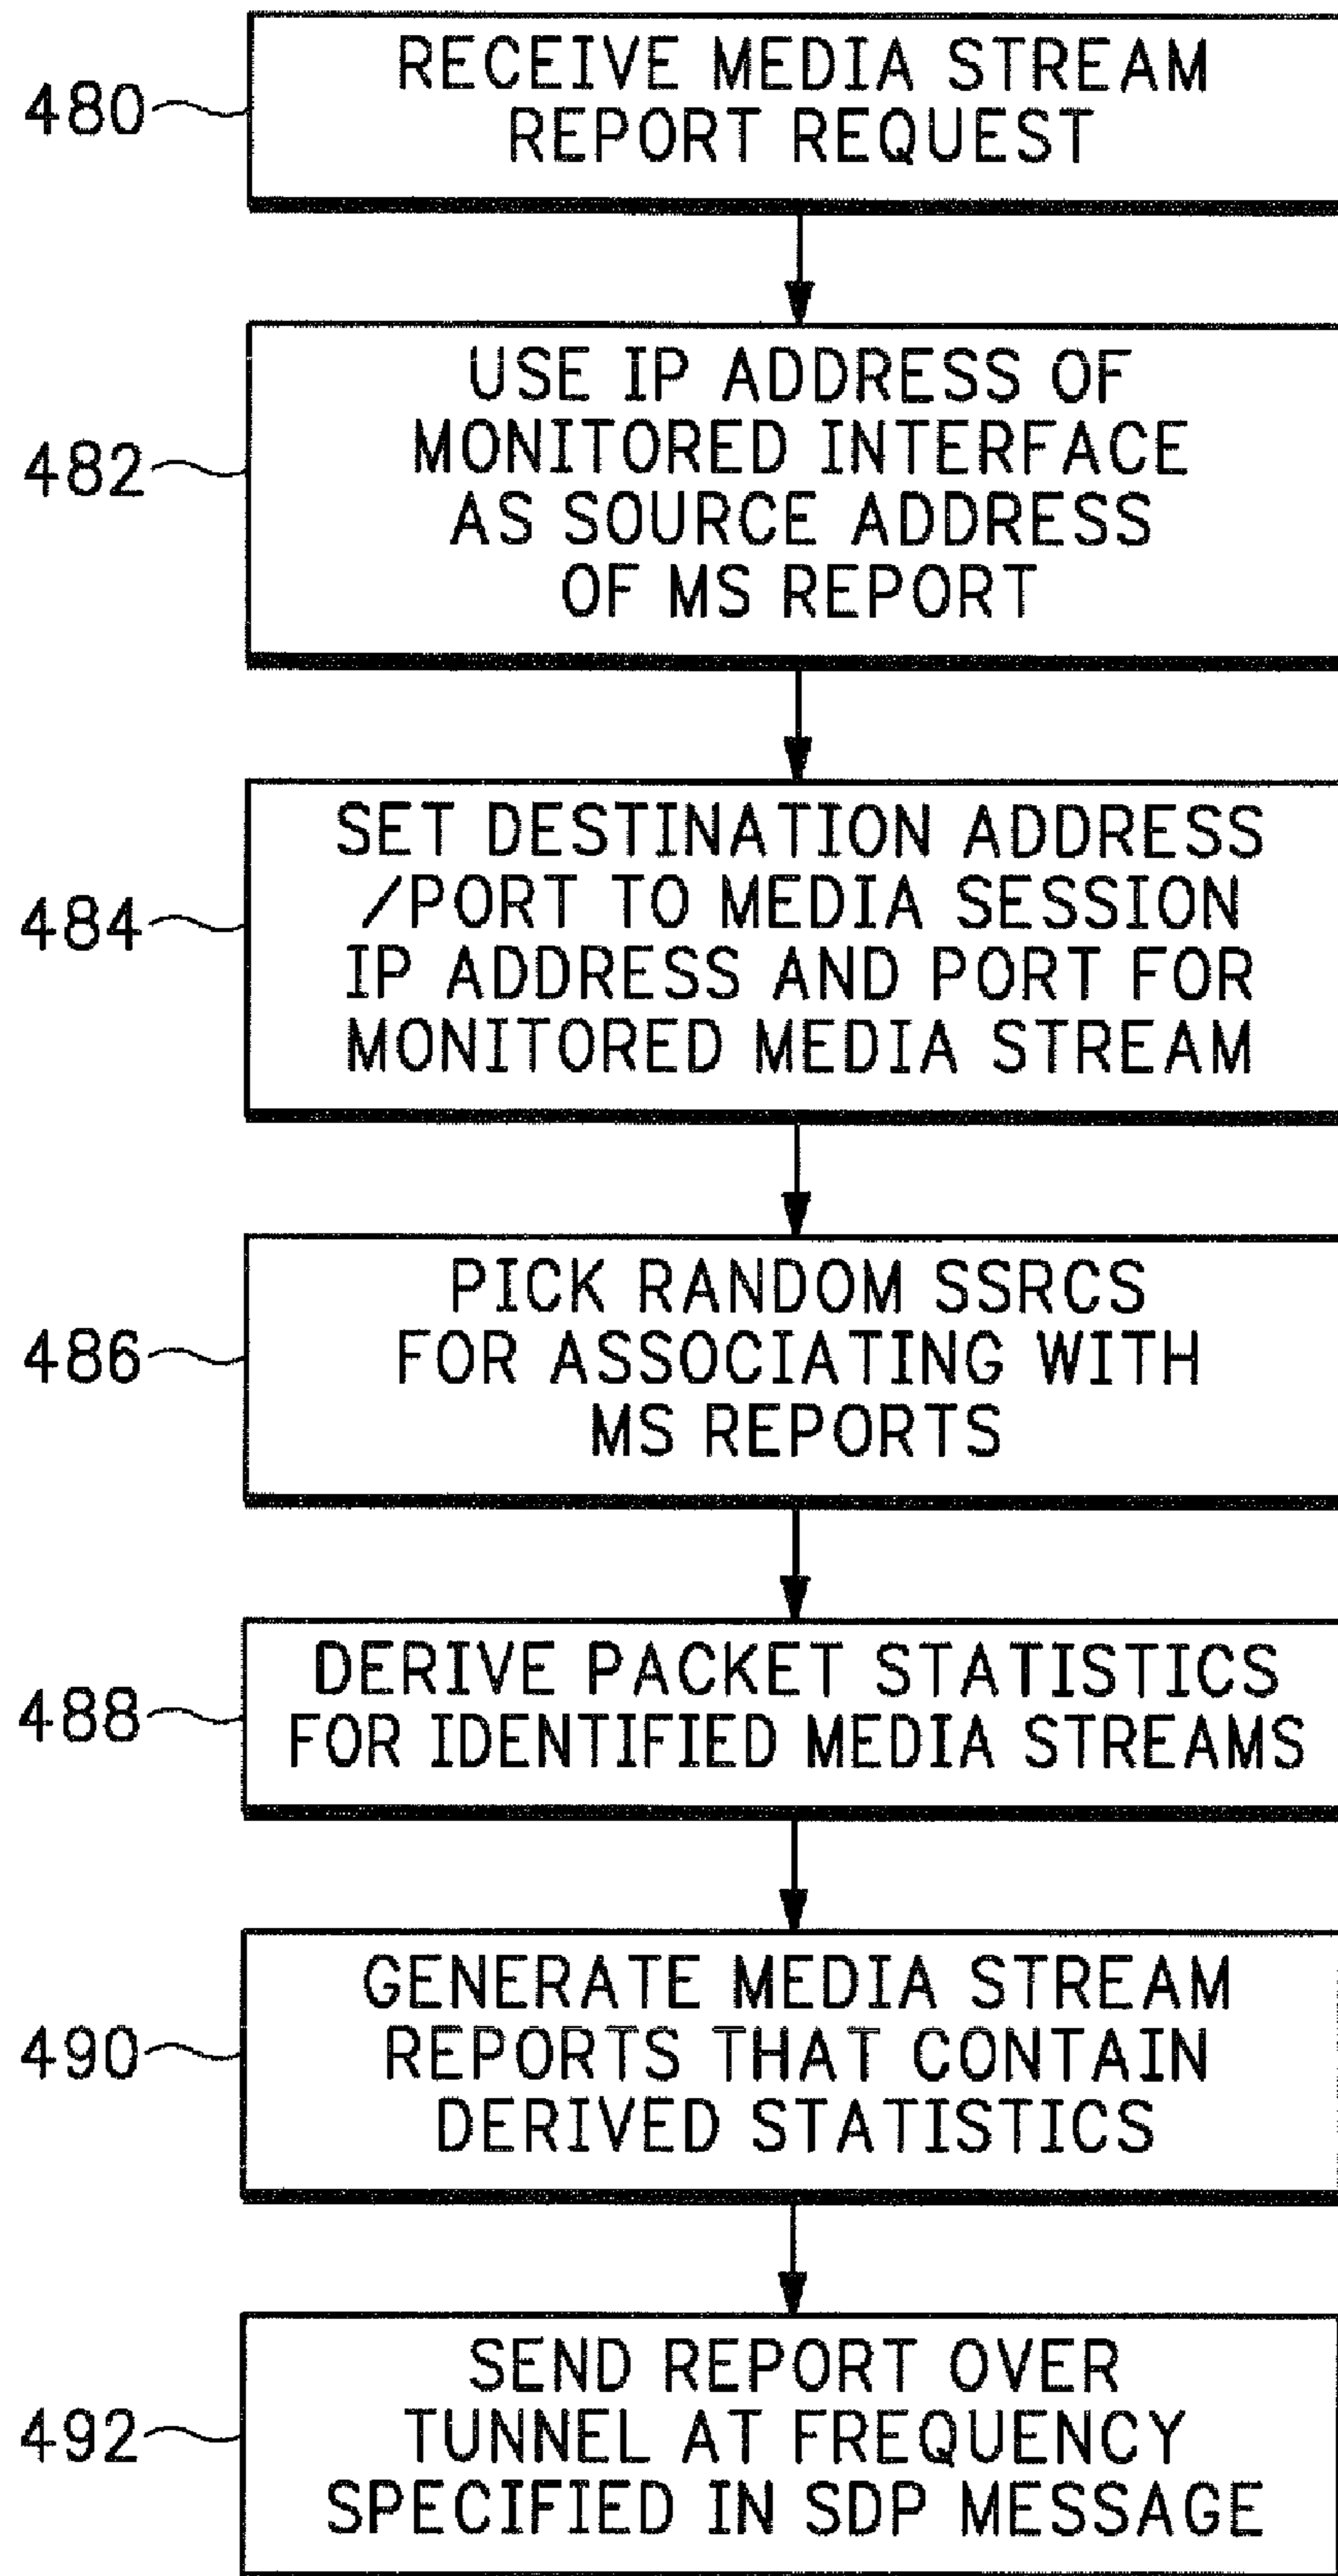 480
RECEIVE MEDIA STREAM
REPORT REQUEST
482
USE IP ADDRESS OF
MONITORED INTERFACE
AS SOURCE ADDRESS
OF MS REPORT
484
SET DESTINATION ADDRESS
/PORT TO MEDIA SESSION
IP ADDRESS AND PORT FOR
MONITORED MEDIA STREAM
486
PICK RANDOM SSRCS
FOR ASSOCIATING WITH
MS REPORTS
488
DERIVE PACKET STATISTICS
FOR IDENTIFIED MEDIA STREAMS
490
GENERATE MEDIA STREAM
REPORTS THAT CONTAIN
DERIVED STATISTICS
492
SEND REPORT OVER
TUNNEL AT FREQUENCY
SPECIFIED IN SDP MESSAGE